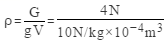 ρ = G/gV = 4N/10N/kg×10⁻⁴m³